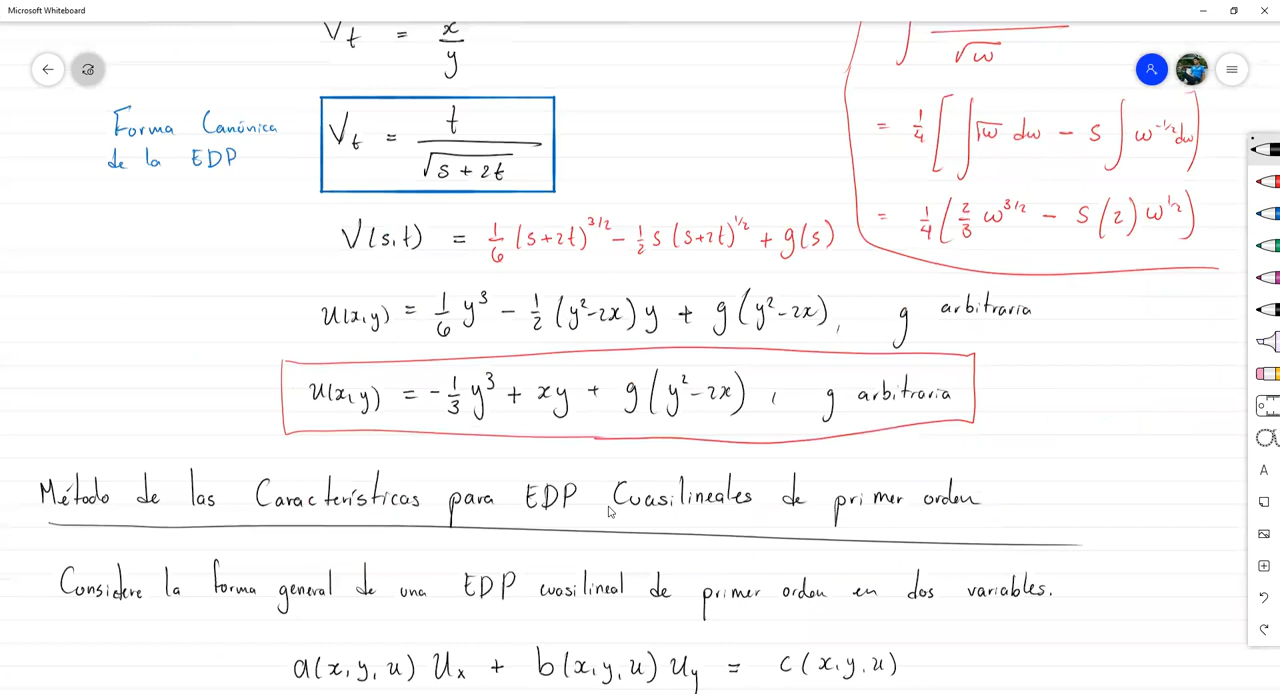 Microsoft Whiteboard
V_t = x/y
Forma Canónica
de la EDP
V_t = t/√(s + 2t)
V(s,t) = 1/6 (s+2t)^{3/2} − 1/2 s (s+2t)^{1/2} + g(s)
u(x,y) = 1/6 y³ − 1/2 (y²−2x) y + g(y²−2x), g arbitraria
u(x,y) = −1/3 y³ + xy + g(y²−2x), g arbitraria
√w
= 1/4 [∫√w dw − s ∫ w^{-1/2} dw)
= 1/4 (2/3 w^{3/2} − s(2) w^{1/2})
Método de las Características para EDP Cuasilineales de primer orden
Considere la forma general de una EDP cuasilineal de primer orden en dos variables.
a(x,y,u) u_x + b(x,y,u) u_y = c(x,y,u)
A